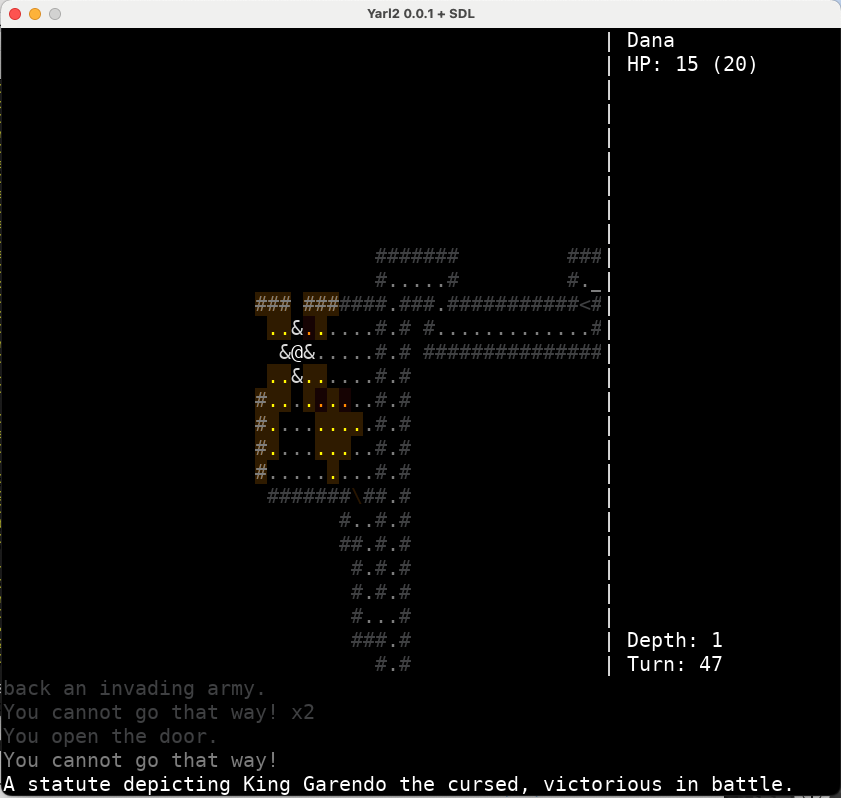 Yarl2 0.0.1 + SDL
Dana
HP: 15 (20)
#######         ###
#.....#         #._
### #######.###.###########<#
..&......#.# #.............#
&@&.....#.# ###############
..&......#.#
#.........#.#
#.........#.#
#.........#.#
#.........#.#
#######\##.#
#..#.#
##.#.#
#.#.#
#.#.#
#...#
###.#
#.#
Depth: 1
Turn: 47
back an invading army.
You cannot go that way! x2
You open the door.
You cannot go that way!
A statute depicting King Garendo the cursed, victorious in battle.